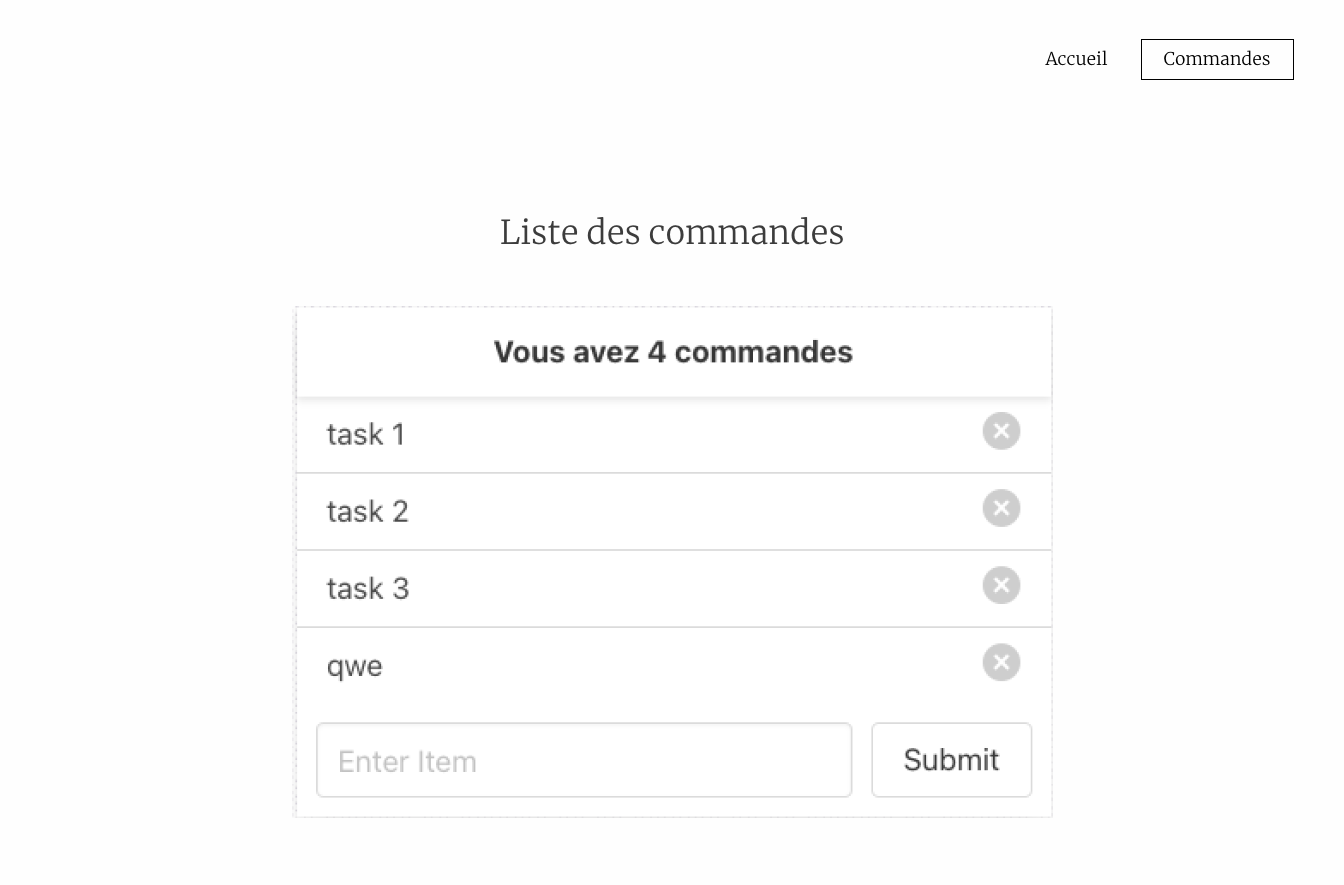 Accueil Commandes
Liste des commandes
Vous avez 4 commandes
task 1
task 2
task 3
qwe
Enter Item Submit